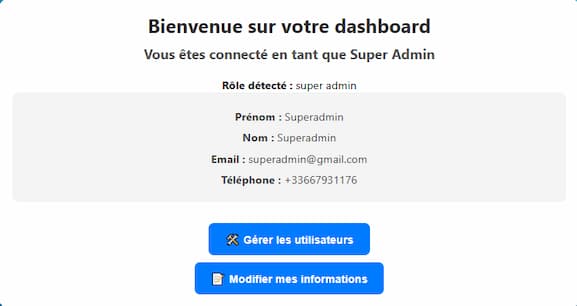 Bienvenue sur votre dashboard
Vous êtes connecté en tant que Super Admin
Rôle détecté : super admin
Prénom : Superadmin
Nom : Superadmin
Email : superadmin@gmail.com
Téléphone : +33667931176
🛠️ Gérer les utilisateurs
📝 Modifier mes informations